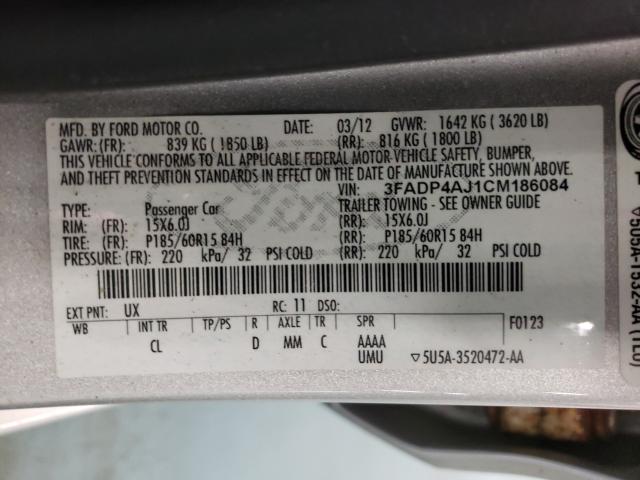 MFD. BY FORD MOTOR CO. DATE: 03/12 GVWR: 1642 KG ( 3620 LB)
GAWR: (FR): 839 KG ( 1850 LB) (RR): 816 KG ( 1800 LB)
THIS VEHICLE CONFORMS TO ALL APPLICABLE FEDERAL MOTOR VEHICLE SAFETY, BUMPER,
AND THEFT PREVENTION STANDARDS IN EFFECT ON THE DATE OF MANUFACTURE SHOWN ABOVE.
VIN: 3FADP4AJ1CM186084
TYPE: Passenger Car TRAILER TOWING - SEE OWNER GUIDE
RIM: (FR): 15X6.0J (RR): 15X6.0J
TIRE: (FR): P185/60R15 84H (RR): P185/60R15 84H
PRESSURE: (FR): 220 kPa/ 32 PSI COLD (RR): 220 kPa/ 32 PSI COLD
EXT PNT: UX RC: 11 DSO:
WB INT TR TP/PS R AXLE TR SPR F0123
CL D MM C AAAA
UMU ▽5U5A-3520472-AA
▽5U5A-1532-AA (TLD)